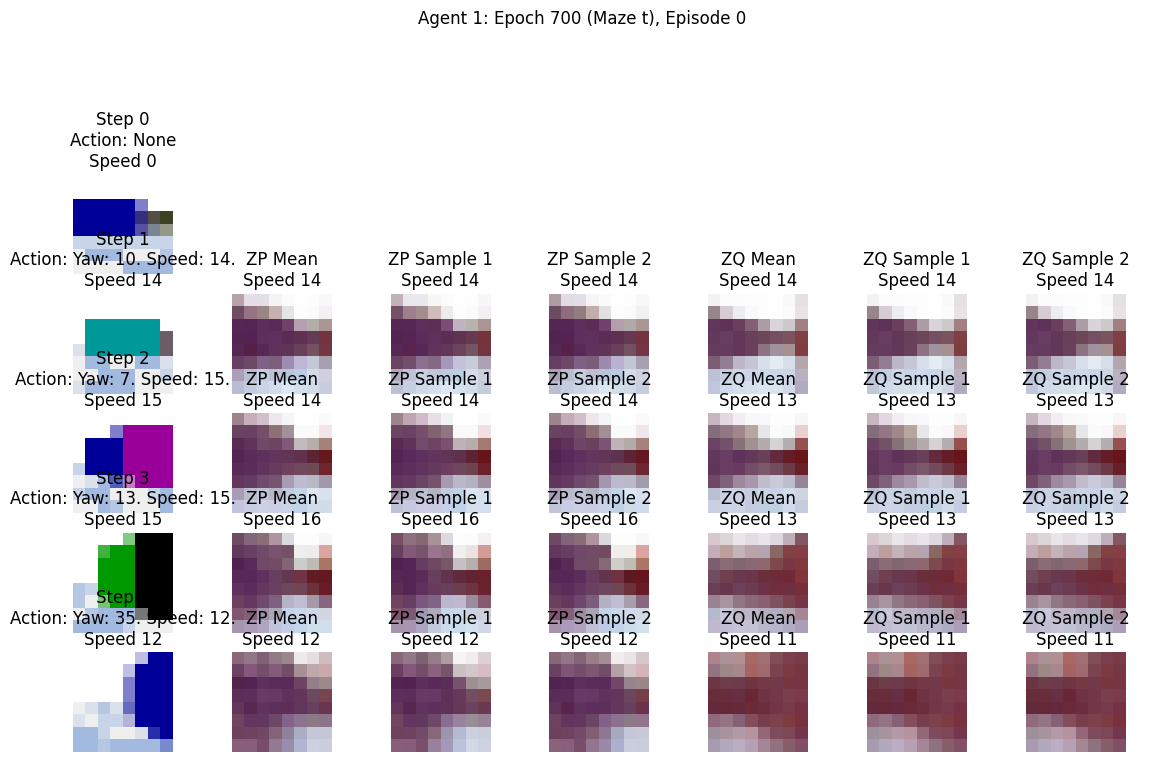 Agent 1: Epoch 700 (Maze t), Episode 0
Step 0
Action: None
Speed 0
Step 1
Action: Yaw: 10. Speed: 14.
Speed 14
ZP Mean
Speed 14
ZP Sample 1
Speed 14
ZP Sample 2
Speed 14
ZQ Mean
Speed 14
ZQ Sample 1
Speed 14
ZQ Sample 2
Speed 14
Step 2
Action: Yaw: 7. Speed: 15.
Speed 15
ZP Mean
Speed 14
ZP Sample 1
Speed 14
ZP Sample 2
Speed 14
ZQ Mean
Speed 13
ZQ Sample 1
Speed 13
ZQ Sample 2
Speed 13
Step 3
Action: Yaw: 13. Speed: 15.
Speed 15
ZP Mean
Speed 16
ZP Sample 1
Speed 16
ZP Sample 2
Speed 16
ZQ Mean
Speed 13
ZQ Sample 1
Speed 13
ZQ Sample 2
Speed 13
Step
Action: Yaw: 35. Speed: 12.
Speed 12
ZP Mean
Speed 12
ZP Sample 1
Speed 12
ZP Sample 2
Speed 12
ZQ Mean
Speed 11
ZQ Sample 1
Speed 11
ZQ Sample 2
Speed 11